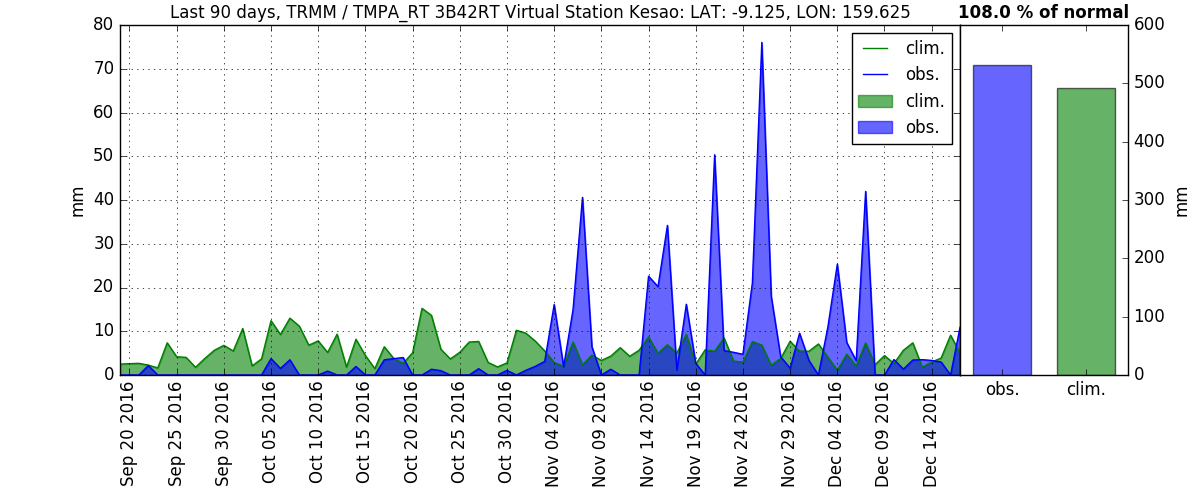 Last 90 days, TRMM / TMPA_RT 3B42RT Virtual Station Kesao: LAT: -9.125, LON: 159.625
108.0 % of normal
80
70
60
50
40
30
20
10
0
mm
clim.
obs.
clim.
obs.
600
500
400
300
200
100
0
mm
Sep 20 2016
Sep 25 2016
Sep 30 2016
Oct 05 2016
Oct 10 2016
Oct 15 2016
Oct 20 2016
Oct 25 2016
Oct 30 2016
Nov 04 2016
Nov 09 2016
Nov 14 2016
Nov 19 2016
Nov 24 2016
Nov 29 2016
Dec 04 2016
Dec 09 2016
Dec 14 2016
obs.
clim.